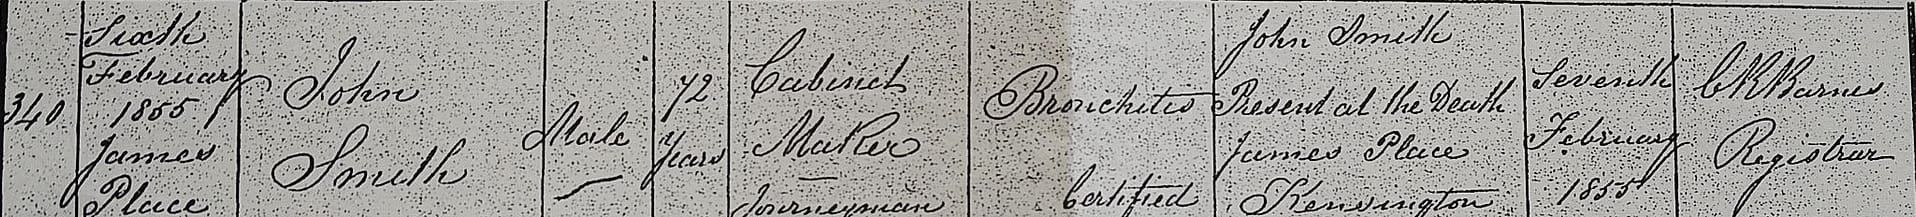 340
Sixth
February
1855
James
Place
John
Smith
Male
72
Years
Cabinet
Maker
Journeyman
Bronchitis
Certified
John Smith
Present at the Death
James Place
Kensington
Seventh
February
1855
C R Barnes
Registrar